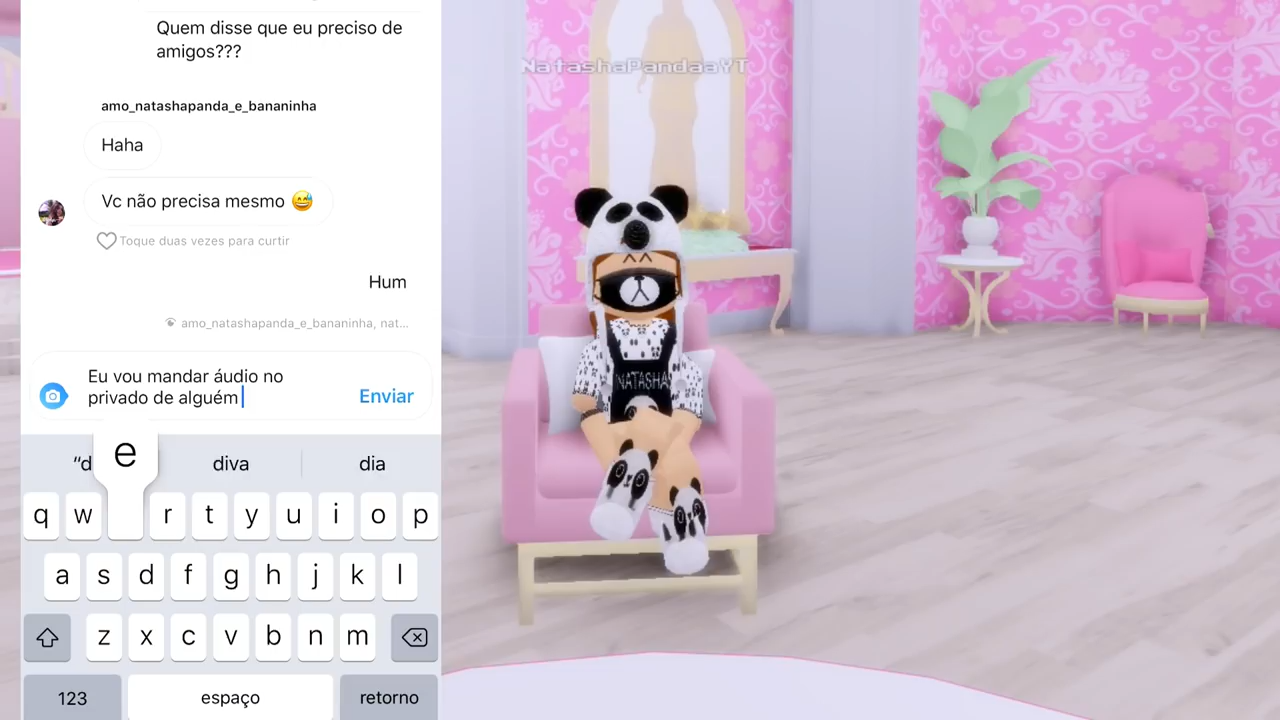 Quem disse que eu preciso de
amigos???
amo_natashapanda_e_bananinha
Haha
Vc não precisa mesmo 😅
Toque duas vezes para curtir
Hum
amo_natashapanda_e_bananinha, nat...
Eu vou mandar áudio no
privado de alguém
Enviar
"d
e
diva
dia
q w r t y u i o p
a s d f g h j k l
z x c v b n m
123
espaço
retorno
NatashaPandaaYT
NATASHA